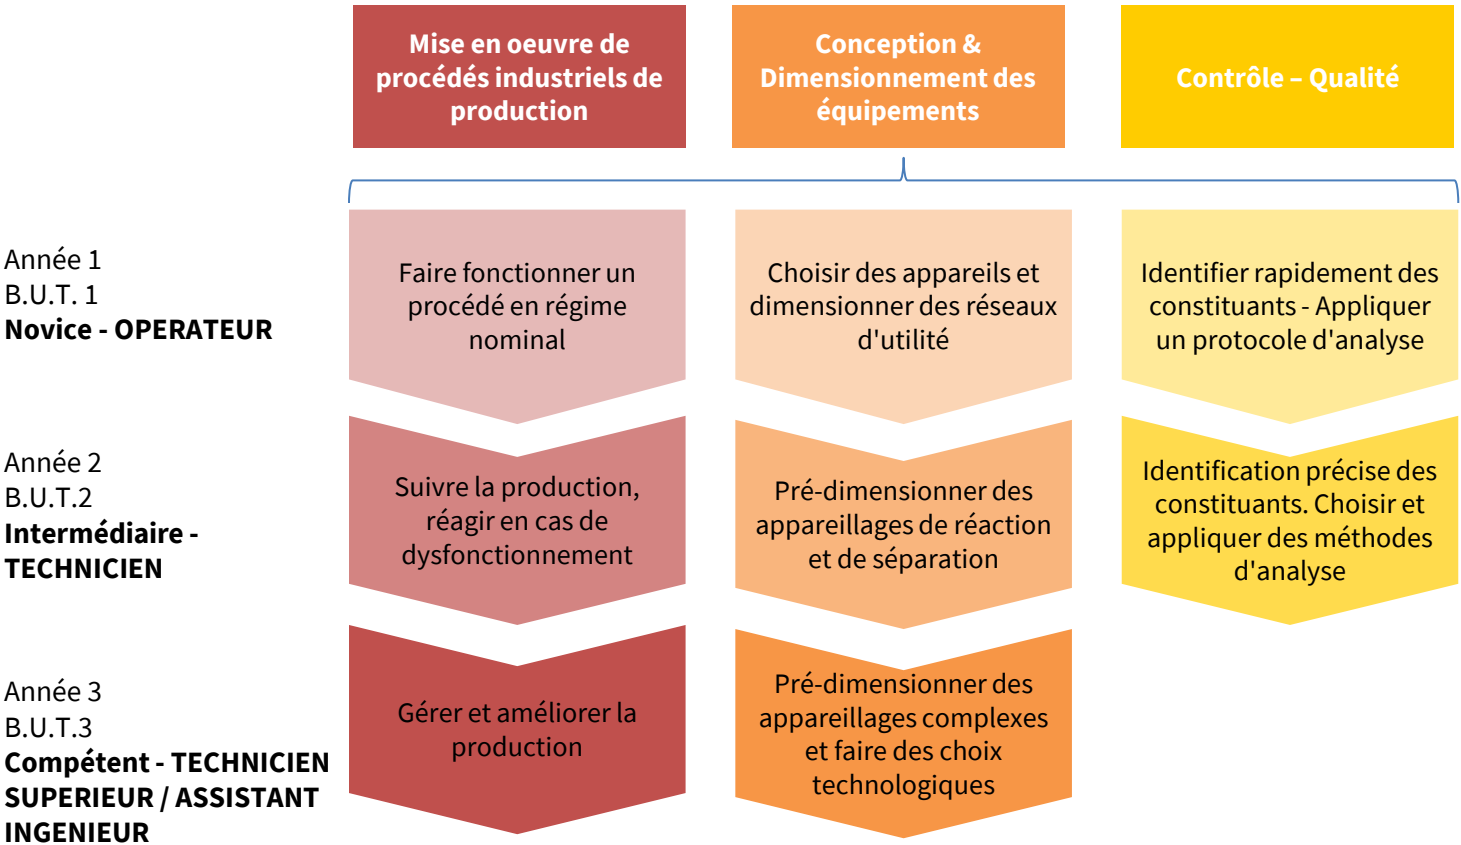 Mise en oeuvre de
procédés industriels de
production
Conception &
Dimensionnement des
équipements
Contrôle – Qualité
Année 1
B.U.T. 1
Novice - OPERATEUR
Faire fonctionner un
procédé en régime
nominal
Choisir des appareils et
dimensionner des réseaux
d'utilité
Identifier rapidement des
constituants - Appliquer
un protocole d'analyse
Année 2
B.U.T.2
Intermédiaire -
TECHNICIEN
Suivre la production,
réagir en cas de
dysfonctionnement
Pré-dimensionner des
appareillages de réaction
et de séparation
Identification précise des
constituants. Choisir et
appliquer des méthodes
d'analyse
Année 3
B.U.T.3
Compétent - TECHNICIEN
SUPERIEUR / ASSISTANT
INGENIEUR
Gérer et améliorer la
production
Pré-dimensionner des
appareillages complexes
et faire des choix
technologiques